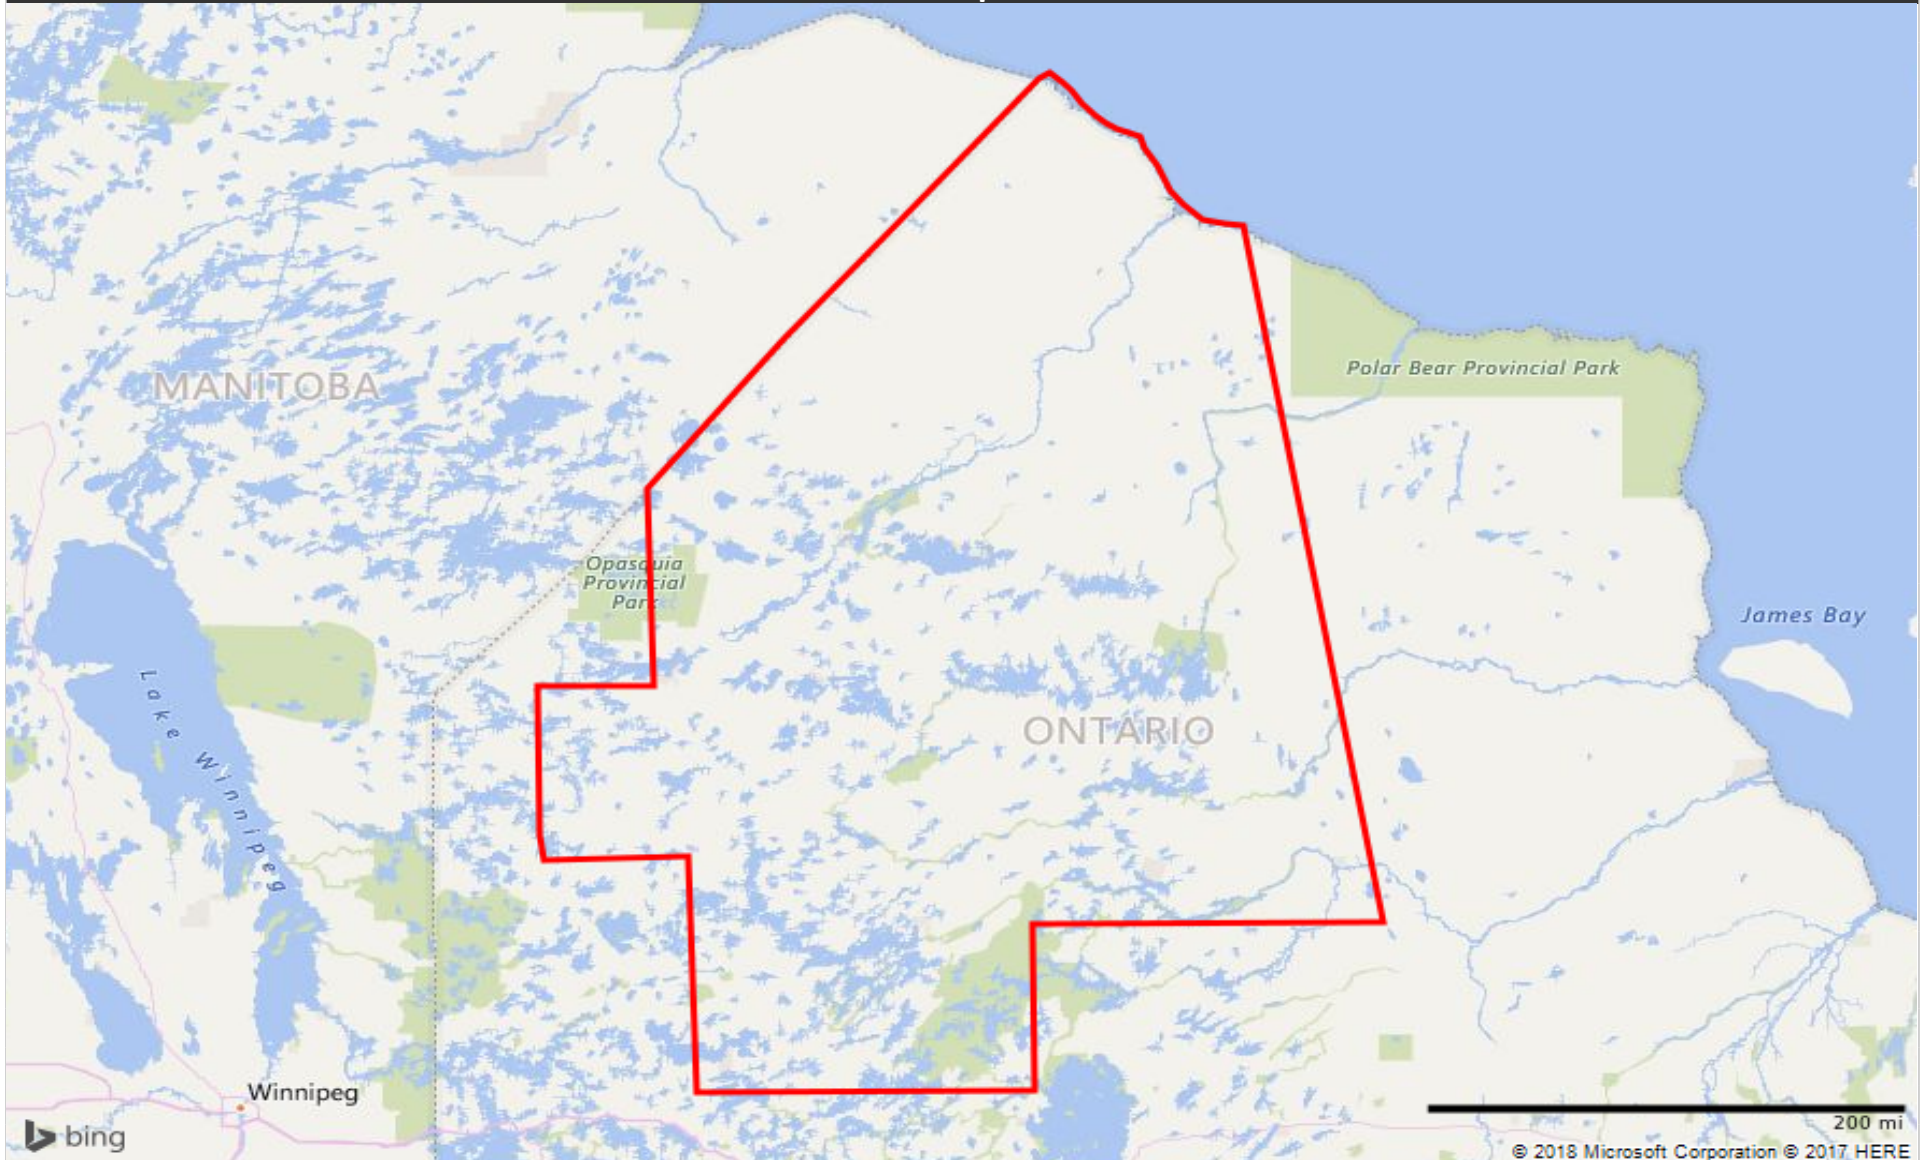 MANITOBA
Polar Bear Provincial Park
Opasquia
Provincial
Park
James Bay
Lake Winnipeg
ONTARIO
Winnipeg
bing
200 mi
© 2018 Microsoft Corporation © 2017 HERE